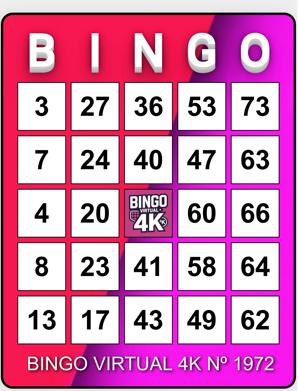 B I N G O
3 27 36 53 73
7 24 40 47 63
4 20 BINGO VIRTUAL 4K 60 66
8 23 41 58 64
13 17 43 49 62
BINGO VIRTUAL 4K Nº 1972